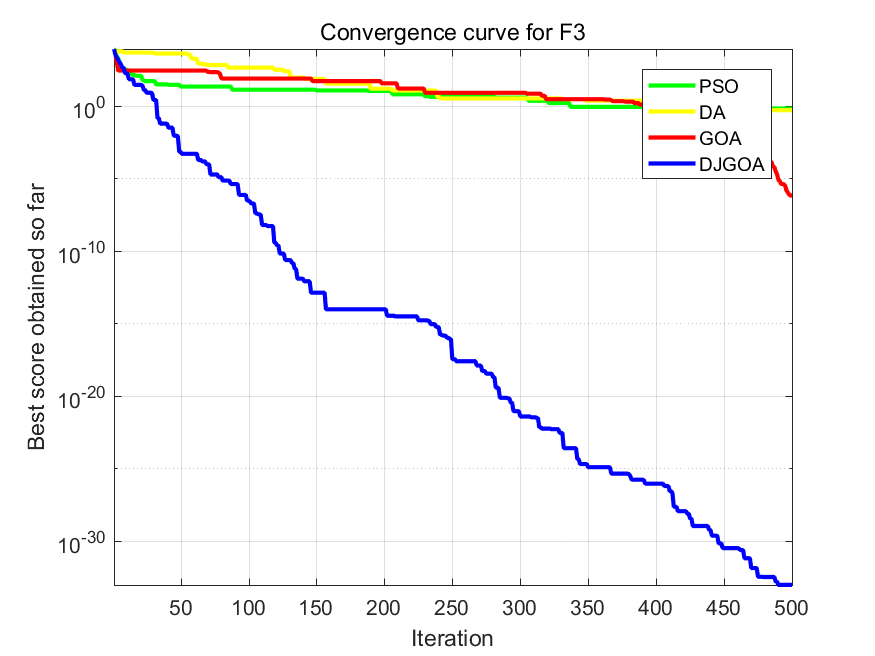 Convergence curve for F3
Best score obtained so far
10^0
10^-10
10^-20
10^-30
PSO
DA
GOA
DJGOA
50 100 150 200 250 300 350 400 450 500
Iteration